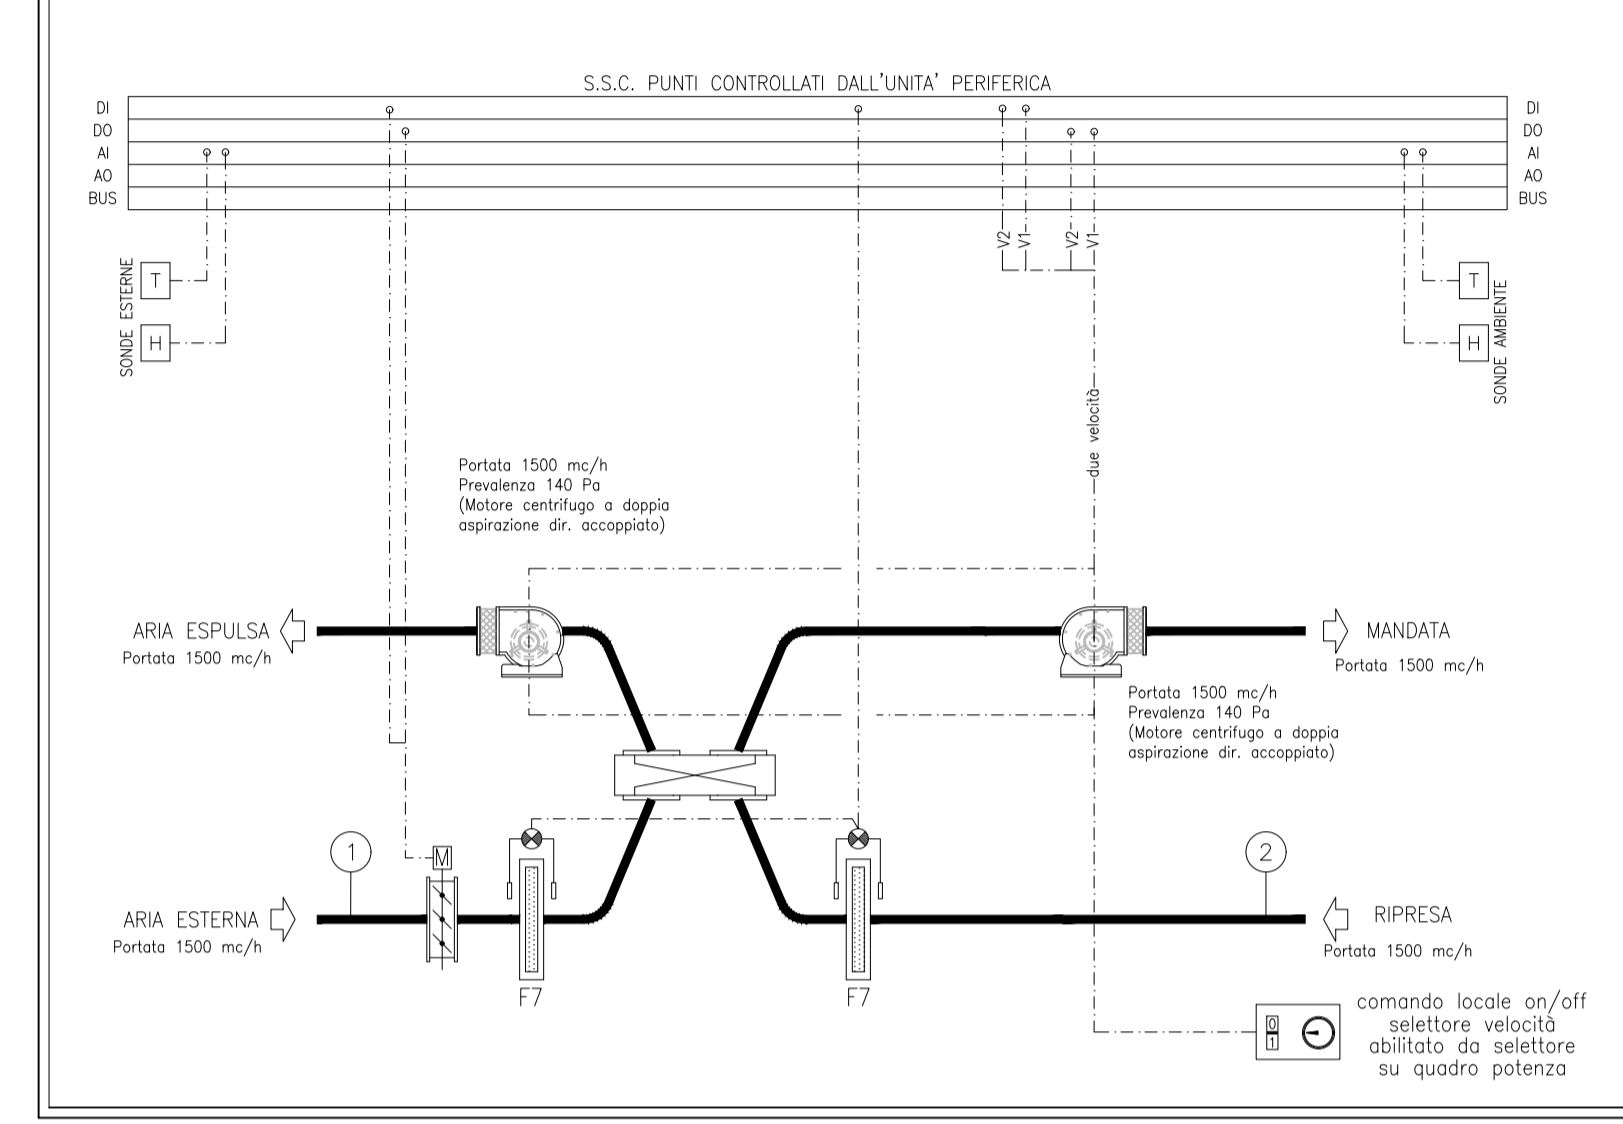 S.S.C. PUNTI CONTROLLATI DALL'UNITA' PERIFERICA
DI
DI
DO
DO
AI
AI
AO
AO
BUS
BUS
V2
V1
V2
V1
SONDE ESTERNE
T
H
T
H
SONDE AMBIENTE
due velocità
Portata 1500 mc/h
Prevalenza 140 Pa
(Motore centrifugo a doppia
aspirazione dir. accoppiato)
ARIA ESPULSA
Portata 1500 mc/h
MANDATA
Portata 1500 mc/h
Portata 1500 mc/h
Prevalenza 140 Pa
(Motore centrifugo a doppia
aspirazione dir. accoppiato)
1
M
2
ARIA ESTERNA
Portata 1500 mc/h
RIPRESA
Portata 1500 mc/h
F7
F7
0
1
comando locale on/off
selettore velocità
abilitato da selettore
su quadro potenza